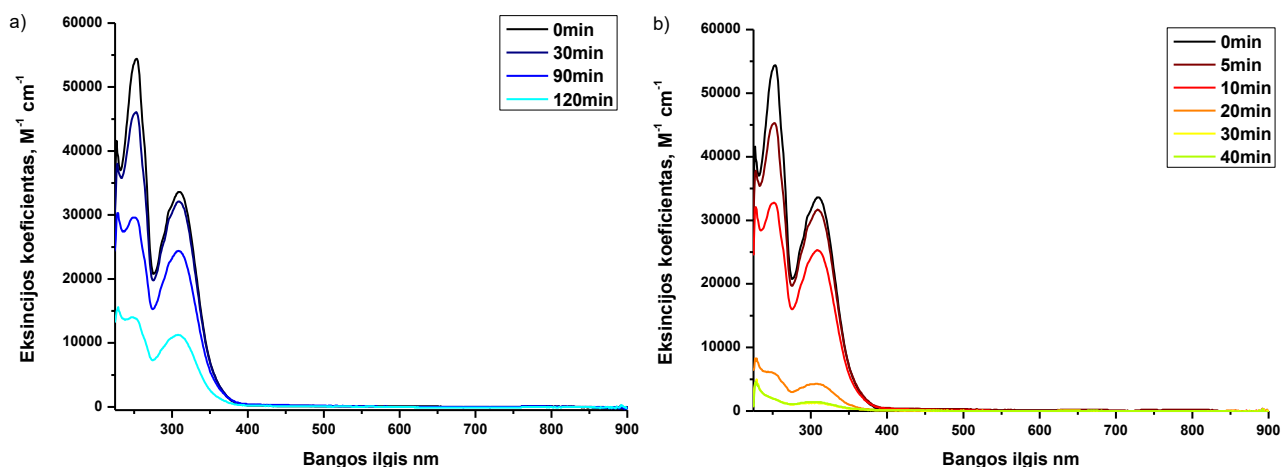 a)
0min
30min
90min
120min
60000
50000
40000
30000
20000
10000
0
Eksincijos koeficientas, M⁻¹ cm⁻¹
300 400 500 600 700 800 900
Bangos ilgis nm
b)
0min
5min
10min
20min
30min
40min
60000
50000
40000
30000
20000
10000
0
Eksincijos koeficientas, M⁻¹ cm⁻¹
300 400 500 600 700 800 900
Bangos ilgis nm